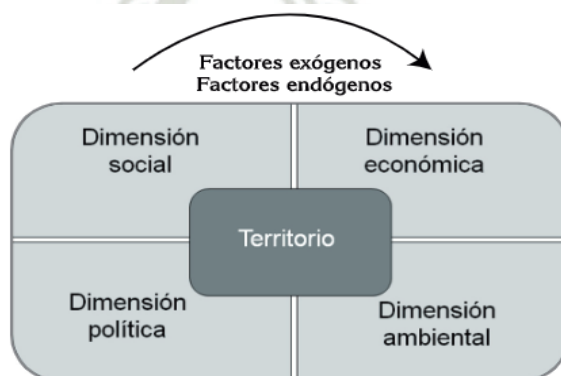 Factores exógenos
Factores endógenos
Dimensión
social
Dimensión
económica
Territorio
Dimensión
política
Dimensión
ambiental